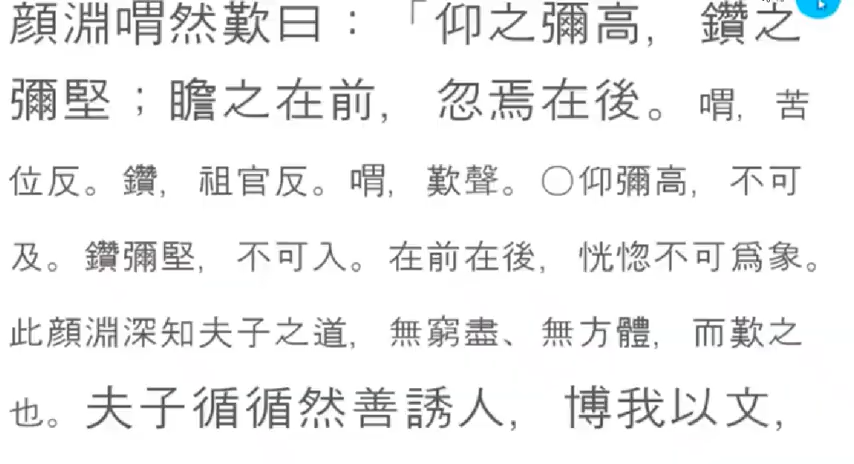 顏淵喟然歎曰：「仰之彌高，鑽之
彌堅；瞻之在前，忽焉在後。喟，苦
位反。鑽，祖官反。喟，歎聲。○仰彌高，不可
及。鑽彌堅，不可入。在前在後，恍惚不可爲象。
此顏淵深知夫子之道，無窮盡、無方體，而歎之
也。夫子循循然善誘人，博我以文，